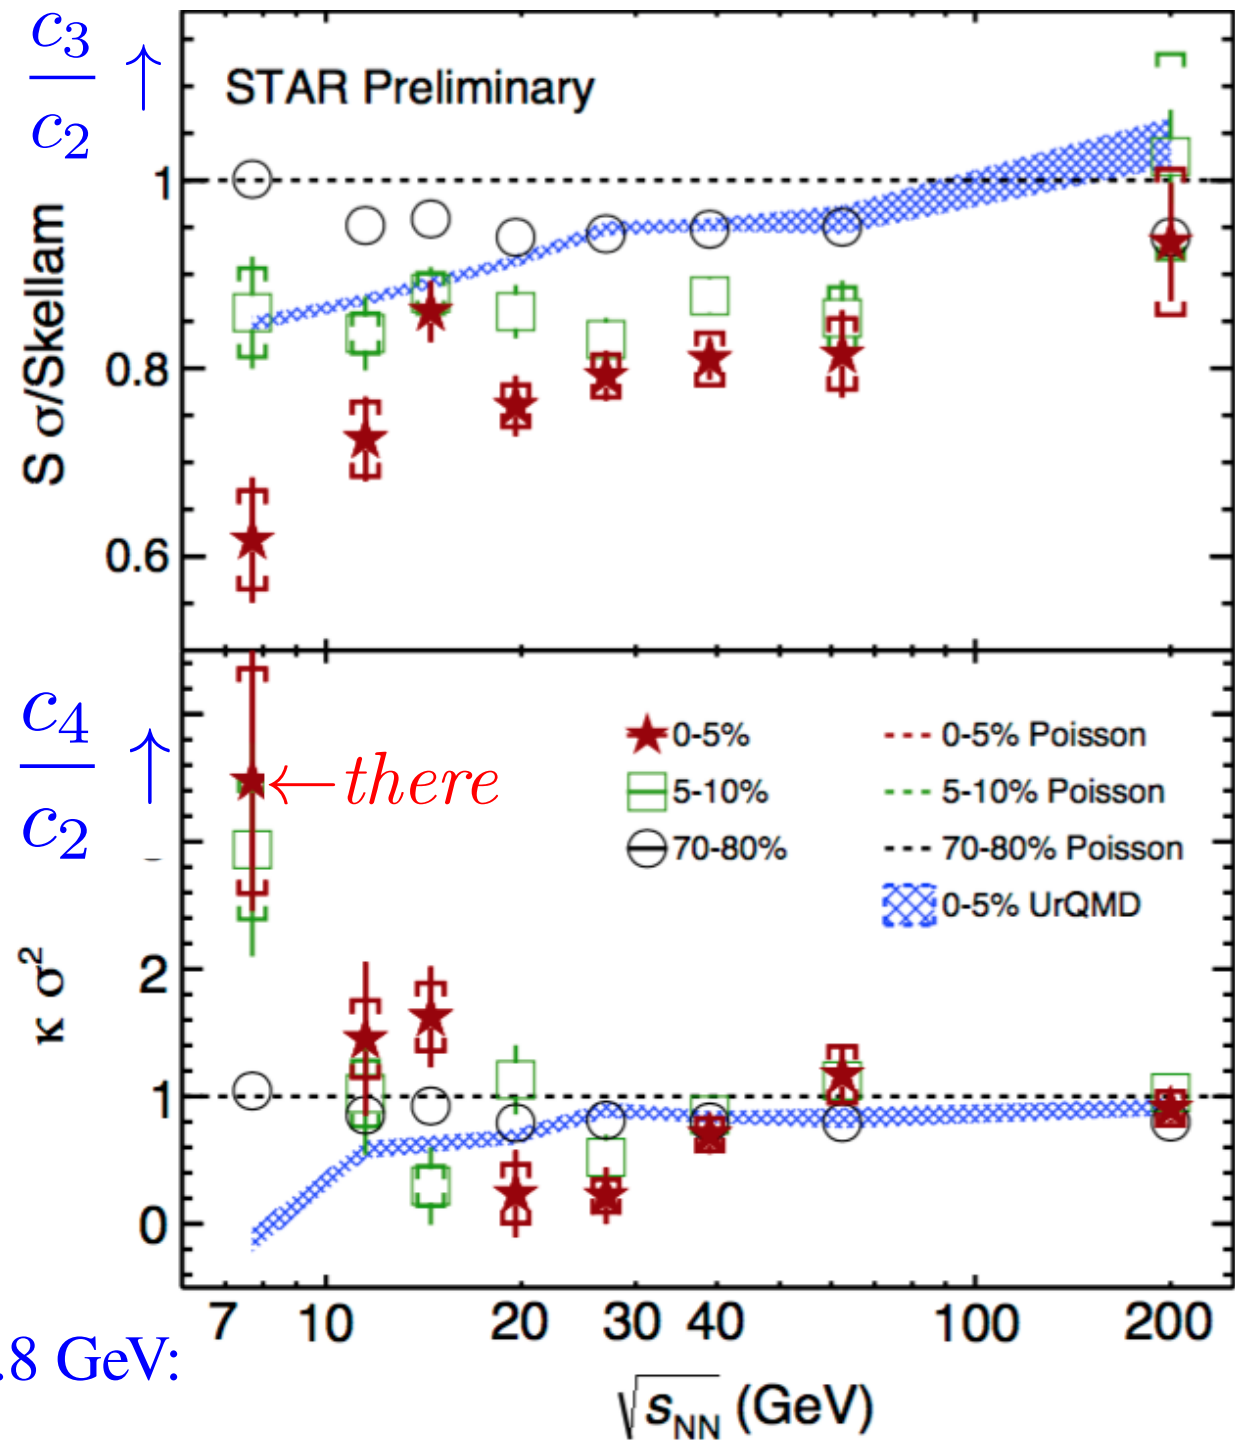 c3
c2
↑
STAR Preliminary
1
0.8
0.6
S σ/Skellam
c4
c2
↑
←there
0-5%
5-10%
70-80%
0-5% Poisson
5-10% Poisson
70-80% Poisson
0-5% UrQMD
2
1
0
κ σ²
7 10 20 30 40 100 200
.8 GeV:
√sNN (GeV)